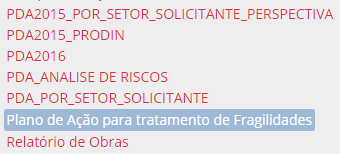 PDA2015_POR_SETOR_SOLICITANTE_PERSPECTIVA
PDA2015_PRODIN
PDA2016
PDA_ANALISE DE RISCOS
PDA_POR_SETOR_SOLICITANTE
Plano de Ação para tratamento de Fragilidades
Relatório de Obras